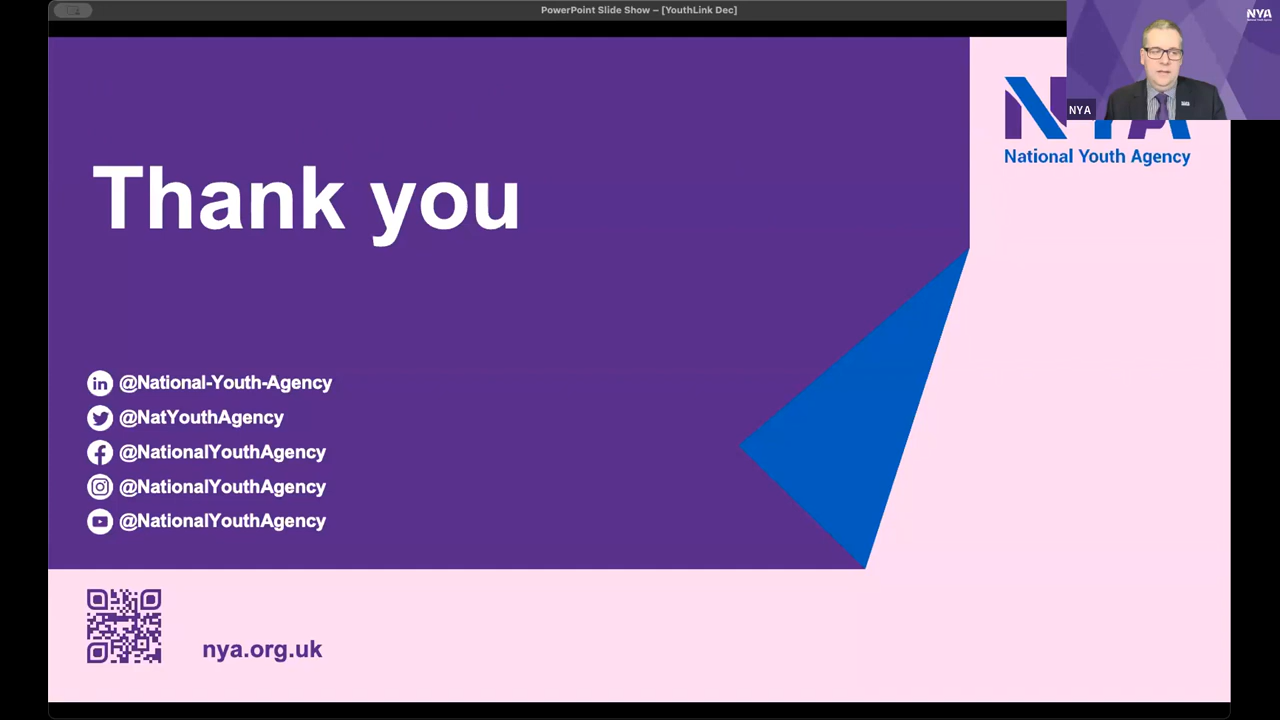 PowerPoint Slide Show – [YouthLink Dec]
NYA
NYA
NYA
National Youth Agency
Thank you
@National-Youth-Agency
@NatYouthAgency
@NationalYouthAgency
@NationalYouthAgency
@NationalYouthAgency
nya.org.uk